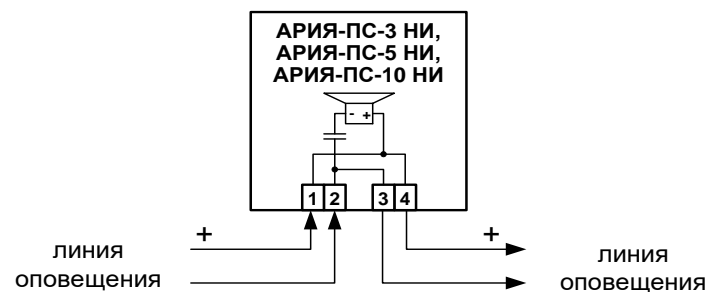 АРИЯ-ПС-3 НИ,
АРИЯ-ПС-5 НИ,
АРИЯ-ПС-10 НИ
- +
1 2 3 4
+ +
линия
оповещения
линия
оповещения